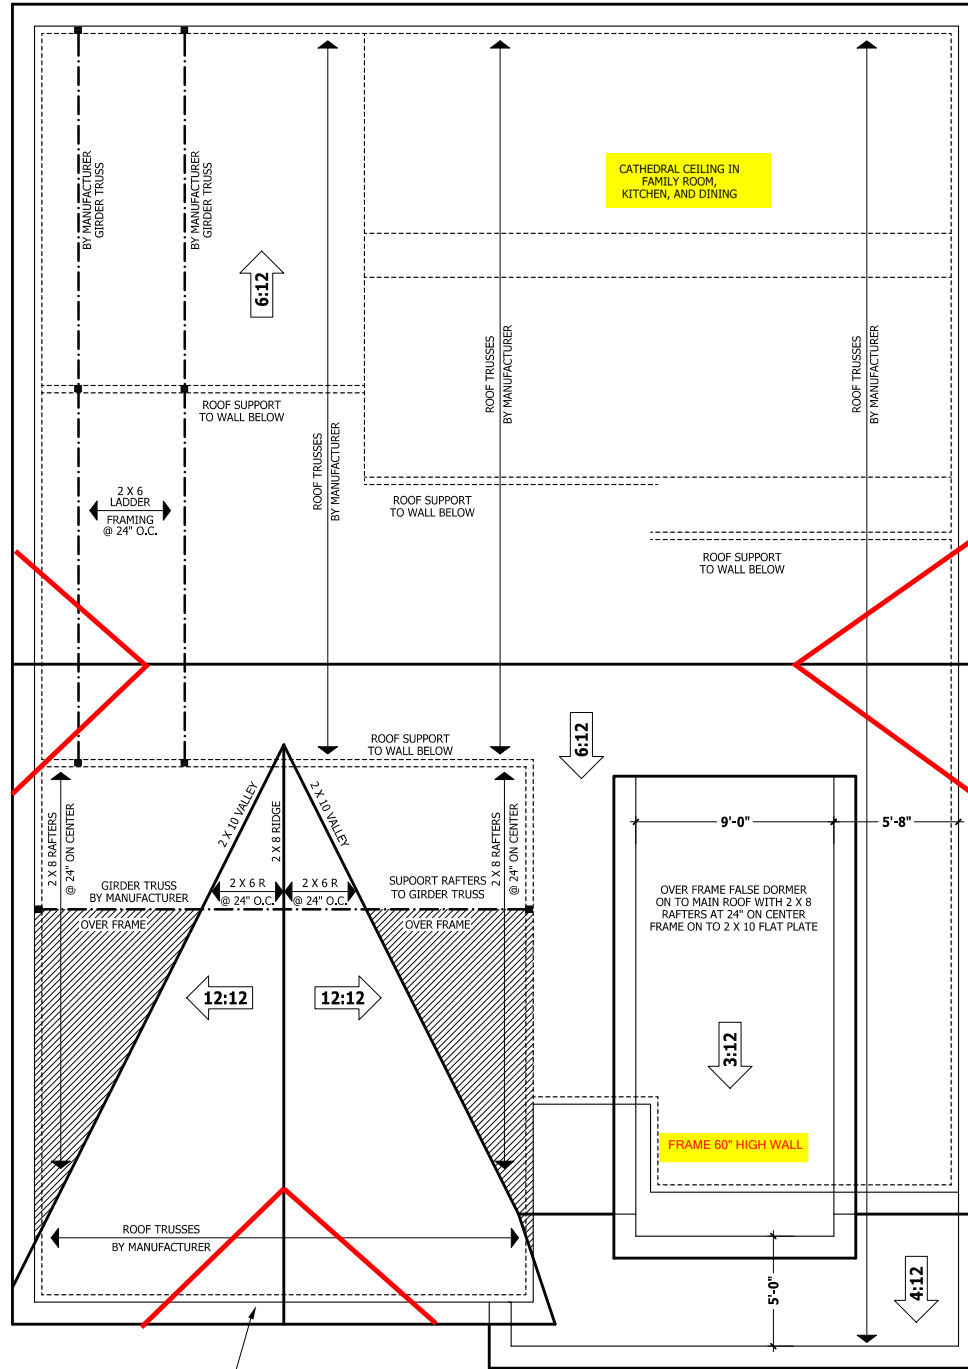 BY MANUFACTURER
GIRDER TRUSS
BY MANUFACTURER
GIRDER TRUSS
CATHEDRAL CEILING IN
FAMILY ROOM,
KITCHEN, AND DINING
6:12
ROOF TRUSSES
BY MANUFACTURER
ROOF TRUSSES
BY MANUFACTURER
ROOF SUPPORT
TO WALL BELOW
ROOF TRUSSES
BY MANUFACTURER
2 X 6
LADDER
FRAMING
@ 24" O.C.
ROOF SUPPORT
TO WALL BELOW
ROOF SUPPORT
TO WALL BELOW
ROOF SUPPORT
TO WALL BELOW
6:12
2 X 8 RAFTERS
@ 24" ON CENTER
2 X 10 VALLEY
2 X 8 RIDGE
2 X 10 VALLEY
2 X 8 RAFTERS
@ 24" ON CENTER
9'-0"
5'-8"
GIRDER TRUSS
BY MANUFACTURER
2 X 6 R
@ 24" O.C.
2 X 6 R
@ 24" O.C.
SUPOORT RAFTERS
TO GIRDER TRUSS
OVER FRAME
OVER FRAME
OVER FRAME FALSE DORMER
ON TO MAIN ROOF WITH 2 X 8
RAFTERS AT 24" ON CENTER
FRAME ON TO 2 X 10 FLAT PLATE
12:12
12:12
3:12
FRAME 60" HIGH WALL
ROOF TRUSSES
BY MANUFACTURER
5'-0"
4:12